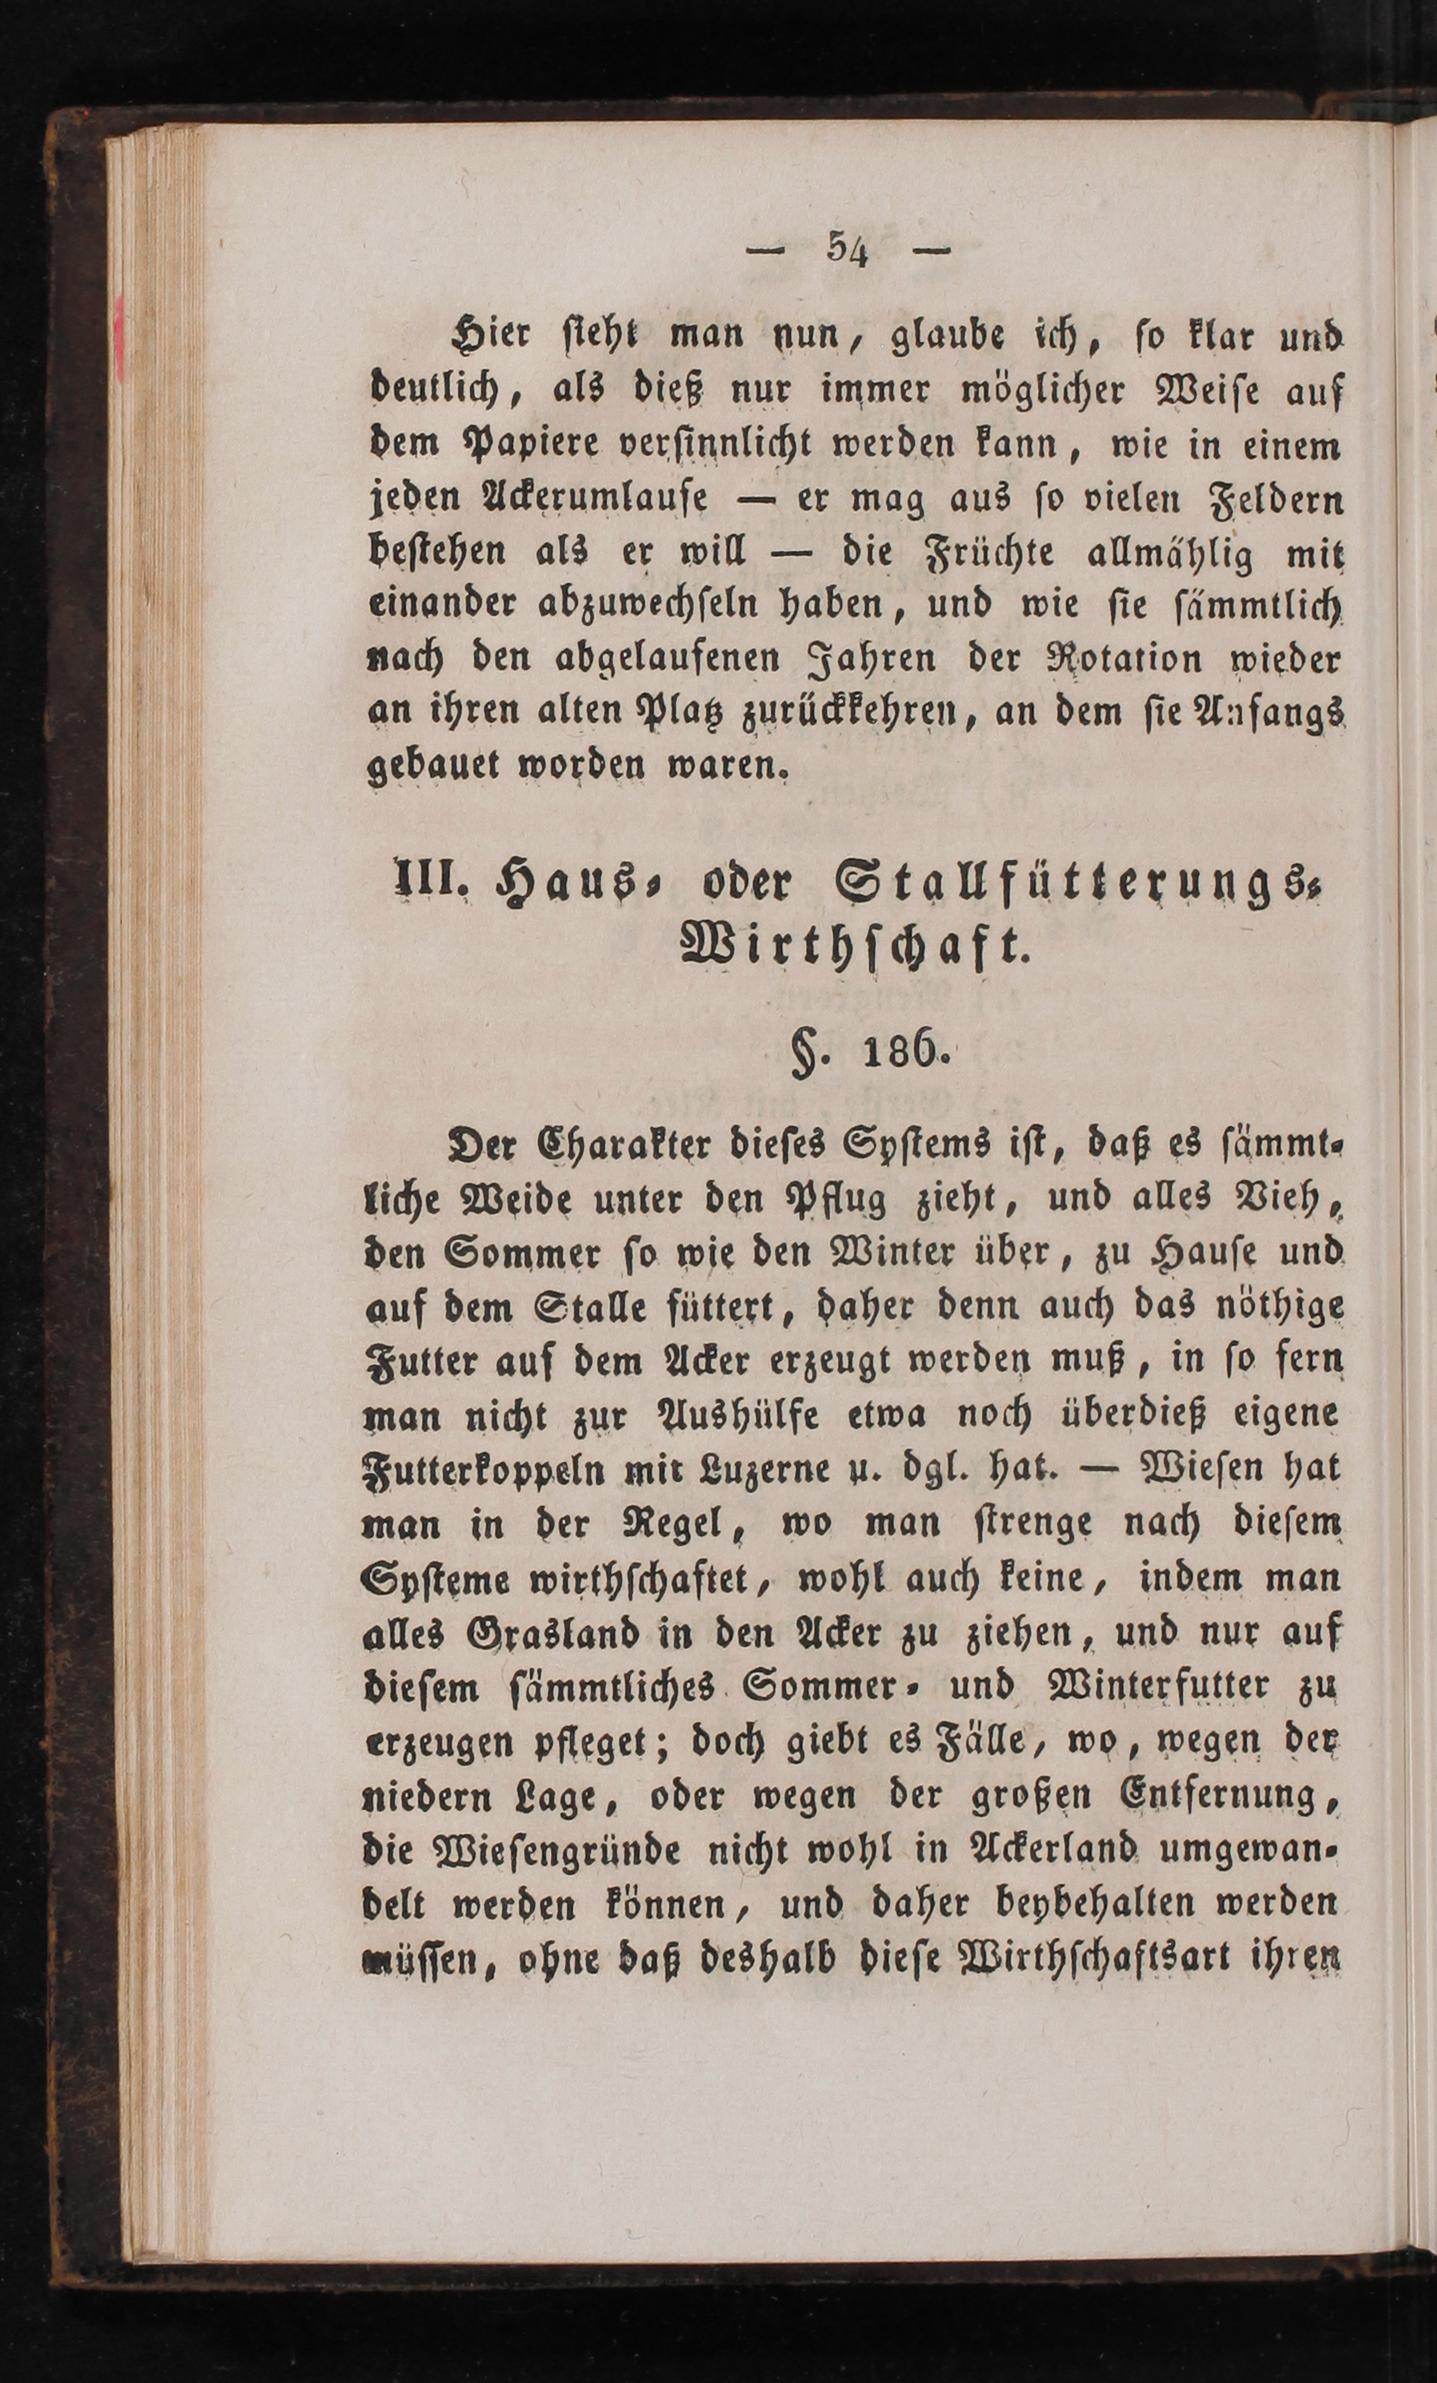 — 54 —
Hier sieht man nun, glaube ich, so klar und
deutlich, als dieß nur immer möglicher Weise auf
dem Papiere versinnlicht werden kann, wie in einem
jeden Ackerumlaufe — er mag aus so vielen Feldern
bestehen als er will — die Früchte allmählig mit
einander abzuwechseln haben, und wie sie sämmtlich
nach den abgelaufenen Jahren der Rotation wieder
an ihren alten Platz zurückkehren, an dem sie Anfangs
gebauet worden waren.
III. Haus- oder Stallfütterungs-
Wirthschaft.
§. 186.
Der Charakter dieses Systems ist, daß es sämmt-
liche Weide unter den Pflug zieht, und alles Vieh,
den Sommer so wie den Winter über, zu Hause und
auf dem Stalle füttert, daher denn auch das nöthige
Futter auf dem Acker erzeugt werden muß, in so fern
man nicht zur Aushülfe etwa noch überdieß eigene
Futterkoppeln mit Luzerne u. dgl. hat. — Wiesen hat
man in der Regel, wo man strenge nach diesem
Systeme wirthschaftet, wohl auch keine, indem man
alles Grasland in den Acker zu ziehen, und nur auf
diesem sämmtliches Sommer- und Winterfutter zu
erzeugen pfleget; doch giebt es Fälle, wo, wegen der
niedern Lage, oder wegen der großen Entfernung,
die Wiesengründe nicht wohl in Ackerland umgewan-
delt werden können, und daher beybehalten werden
müssen, ohne daß deshalb diese Wirthschaftsart ihren